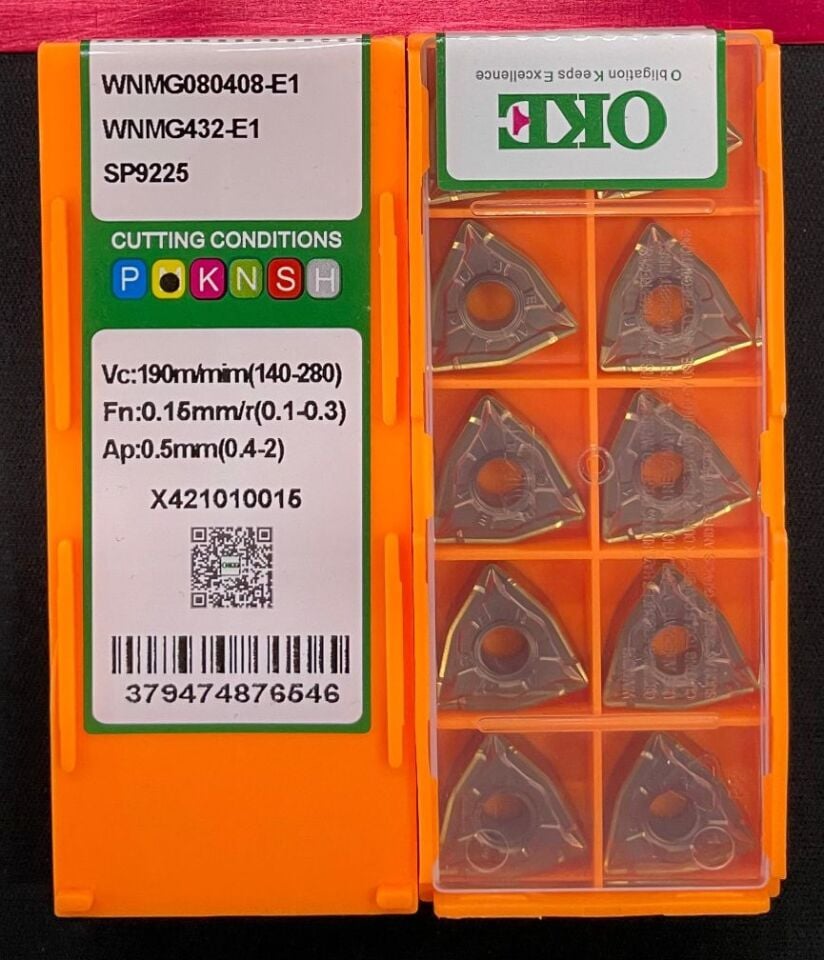 WNMG080408-E1
WNMG432-E1
SP9225
CUTTING CONDITIONS
P M K N S H
Vc:190m/mim(140-280)
Fn:0.15mm/r(0.1-0.3)
Ap:0.5mm(0.4-2)
X421010015
OKE
379474876546
OKE
Obligation Keeps Excellence